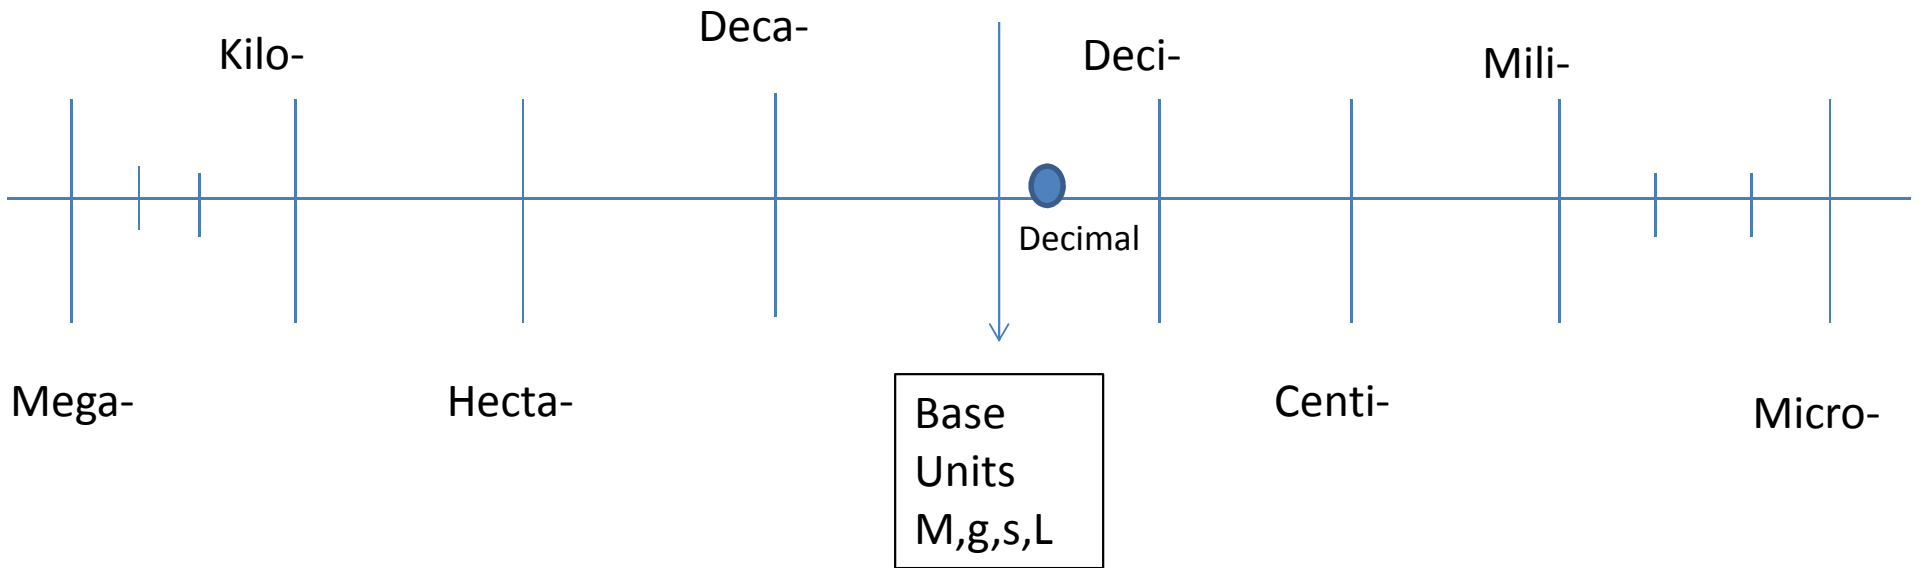 Kilo-
Deca-
Deci-
Mili-
Decimal
Mega-
Hecta-
Base
Units
M,g,s,L
Centi-
Micro-